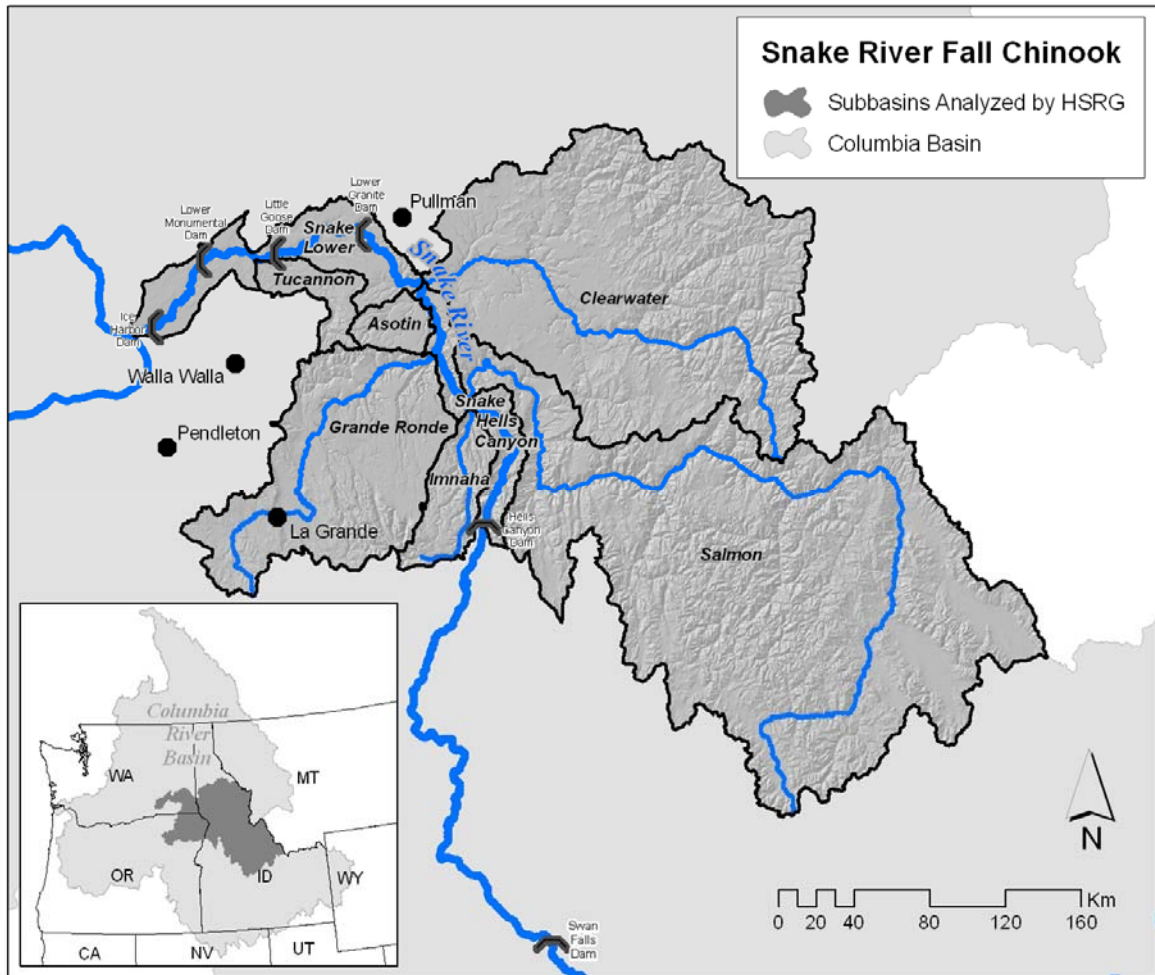 Snake River Fall Chinook
Subbasins Analyzed by HSRG
Columbia Basin
Lower
Granite
Dam
Pullman
Little
Goose
Dam
Lower
Monumental
Dam
Snake
Lower
Snake River
Tucannon
Clearwater
Asotin
Ice
Harbor
Dam
Walla Walla
Snake
Hells
Canyon
Grande Ronde
Pendleton
Imnaha
La Grande
Hells
Canyon
Dam
Salmon
Columbia
River
Basin
WA
MT
OR
ID
WY
CA
NV
UT
N
Km
0 20 40 80 120 160
Swan
Falls
Dam